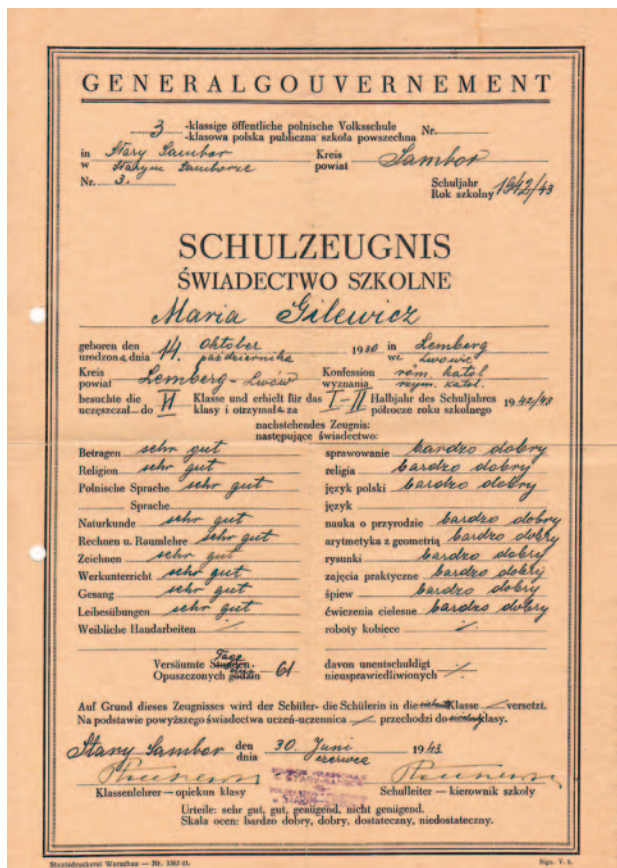 GENERALGOUVERNEMENT
3 -klassige öffentliche polnische Volksschule Nr.
-klasowa polska publiczna szkoła powszechna
in Stary Sambor Kreis Sambor
w Starym Samborze powiat
Nr. 3. Schuljahr 1942/43
Rok szkolny
SCHULZEUGNIS
ŚWIADECTWO SZKOLNE
Maria Gilewicz
geboren den 14. Oktober 1930 in Lemberg
urodzona dnia października we Lwowie
Kreis Lemberg-Lwów Konfession röm. katol
powiat wyznania rzym. katol.
besuchte die VI Klasse und erhielt für das I-II Halbjahr des Schuljahres 1942/43
uczęszczał do klasy i otrzymała za półrocze roku szkolnego
nachstehendes Zeugnis:
następujące świadectwo:
Betragen sehr gut sprawowanie bardzo dobry
Religion sehr gut religia bardzo dobry
Polnische Sprache sehr gut język polski bardzo dobry
Sprache język
Naturkunde sehr gut nauka o przyrodzie bardzo dobry
Rechnen u. Raumlehre sehr gut arytmetyka z geometrią bardzo dobry
Zeichnen sehr gut rysunki bardzo dobry
Werkunterricht sehr gut zajęcia praktyczne bardzo dobry
Gesang sehr gut śpiew bardzo dobry
Leibesübungen sehr gut ćwiczenia cielesne bardzo dobry
Weibliche Handarbeiten roboty kobiece
Versäumte Tage 61 davon unentschuldigt
Opuszczonych godzin nieusprawiedliwionych
Auf Grund dieses Zeugnisses wird der Schüler- die Schülerin in die Klasse versetzt.
Na podstawie powyższego świadectwa uczeń-uczennica przechodzi do klasy.
Stary Sambor den 30. Juni 1943
dnia czerwca
Klassenlehrer—opiekun klasy Schulleiter — kierownik szkoły
Urteile: sehr gut, gut, genügend, nicht genügend.
Skala ocen: bardzo dobry, dobry, dostateczny, niedostateczny.
Staatsdruckerei Warschau — Nr.
Sign. V. 8.